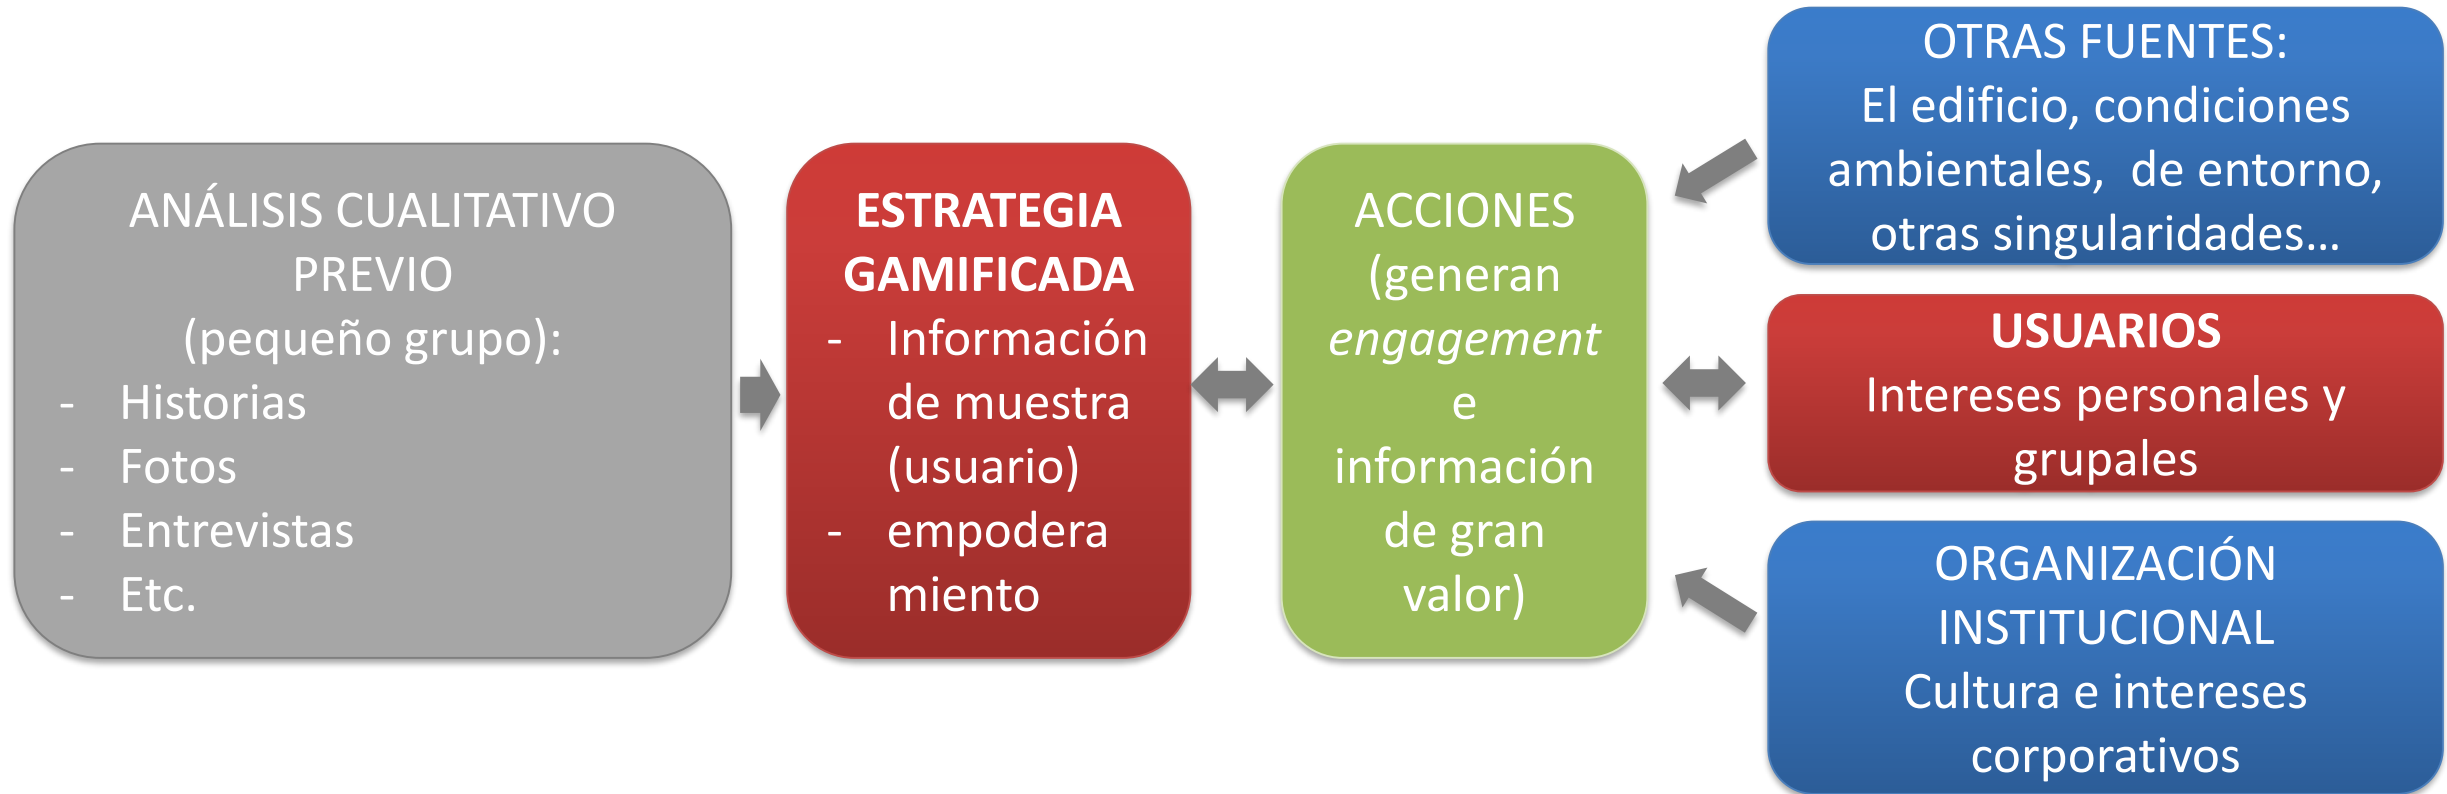 ANÁLISIS CUALITATIVO
PREVIO
(pequeño grupo):
- Historias
- Fotos
- Entrevistas
- Etc.
ESTRATEGIA
GAMIFICADA
- Información
de muestra
(usuario)
- empodera
miento
ACCIONES
(generan
engagement
e
información
de gran
valor)
OTRAS FUENTES:
El edificio, condiciones
ambientales, de entorno,
otras singularidades...
USUARIOS
Intereses personales y
grupales
ORGANIZACIÓN
INSTITUCIONAL
Cultura e intereses
corporativos